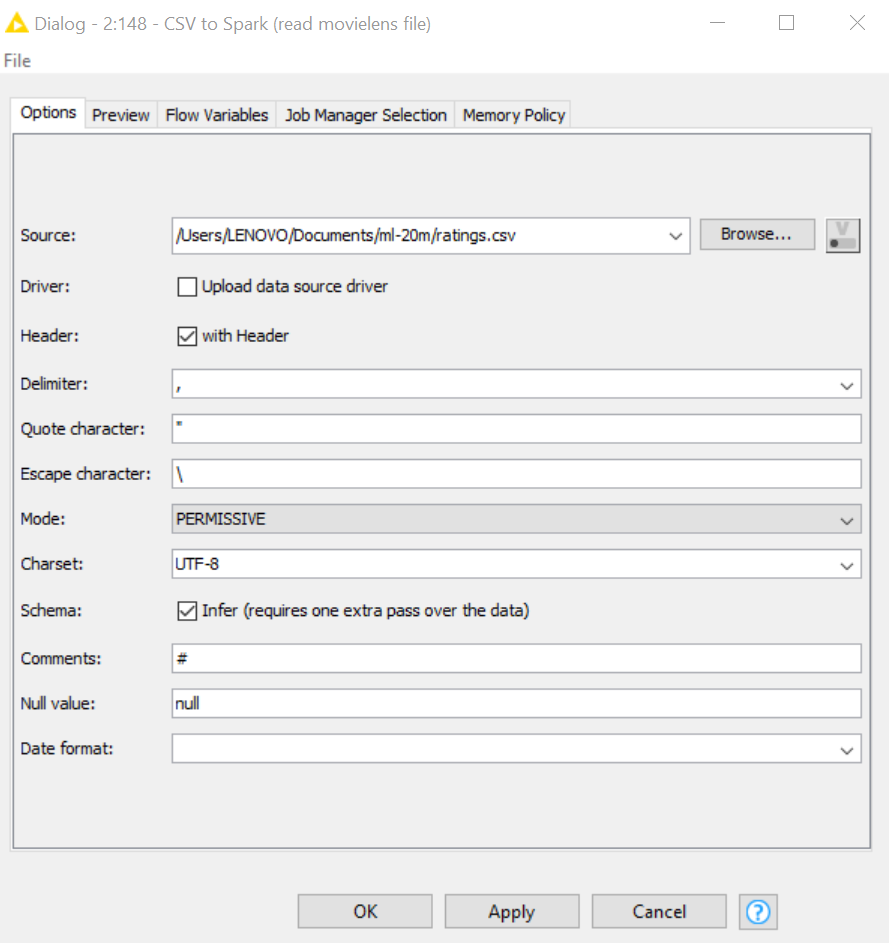 Dialog - 2:148 - CSV to Spark (read movielens file)
File
Options Preview Flow Variables Job Manager Selection Memory Policy
Source: /Users/LENOVO/Documents/ml-20m/ratings.csv Browse... V
Driver: Upload data source driver
Header: with Header
Delimiter: ,
Quote character: "
Escape character: \
Mode: PERMISSIVE
Charset: UTF-8
Schema: Infer (requires one extra pass over the data)
Comments: #
Null value: null
Date format:
OK Apply Cancel ?